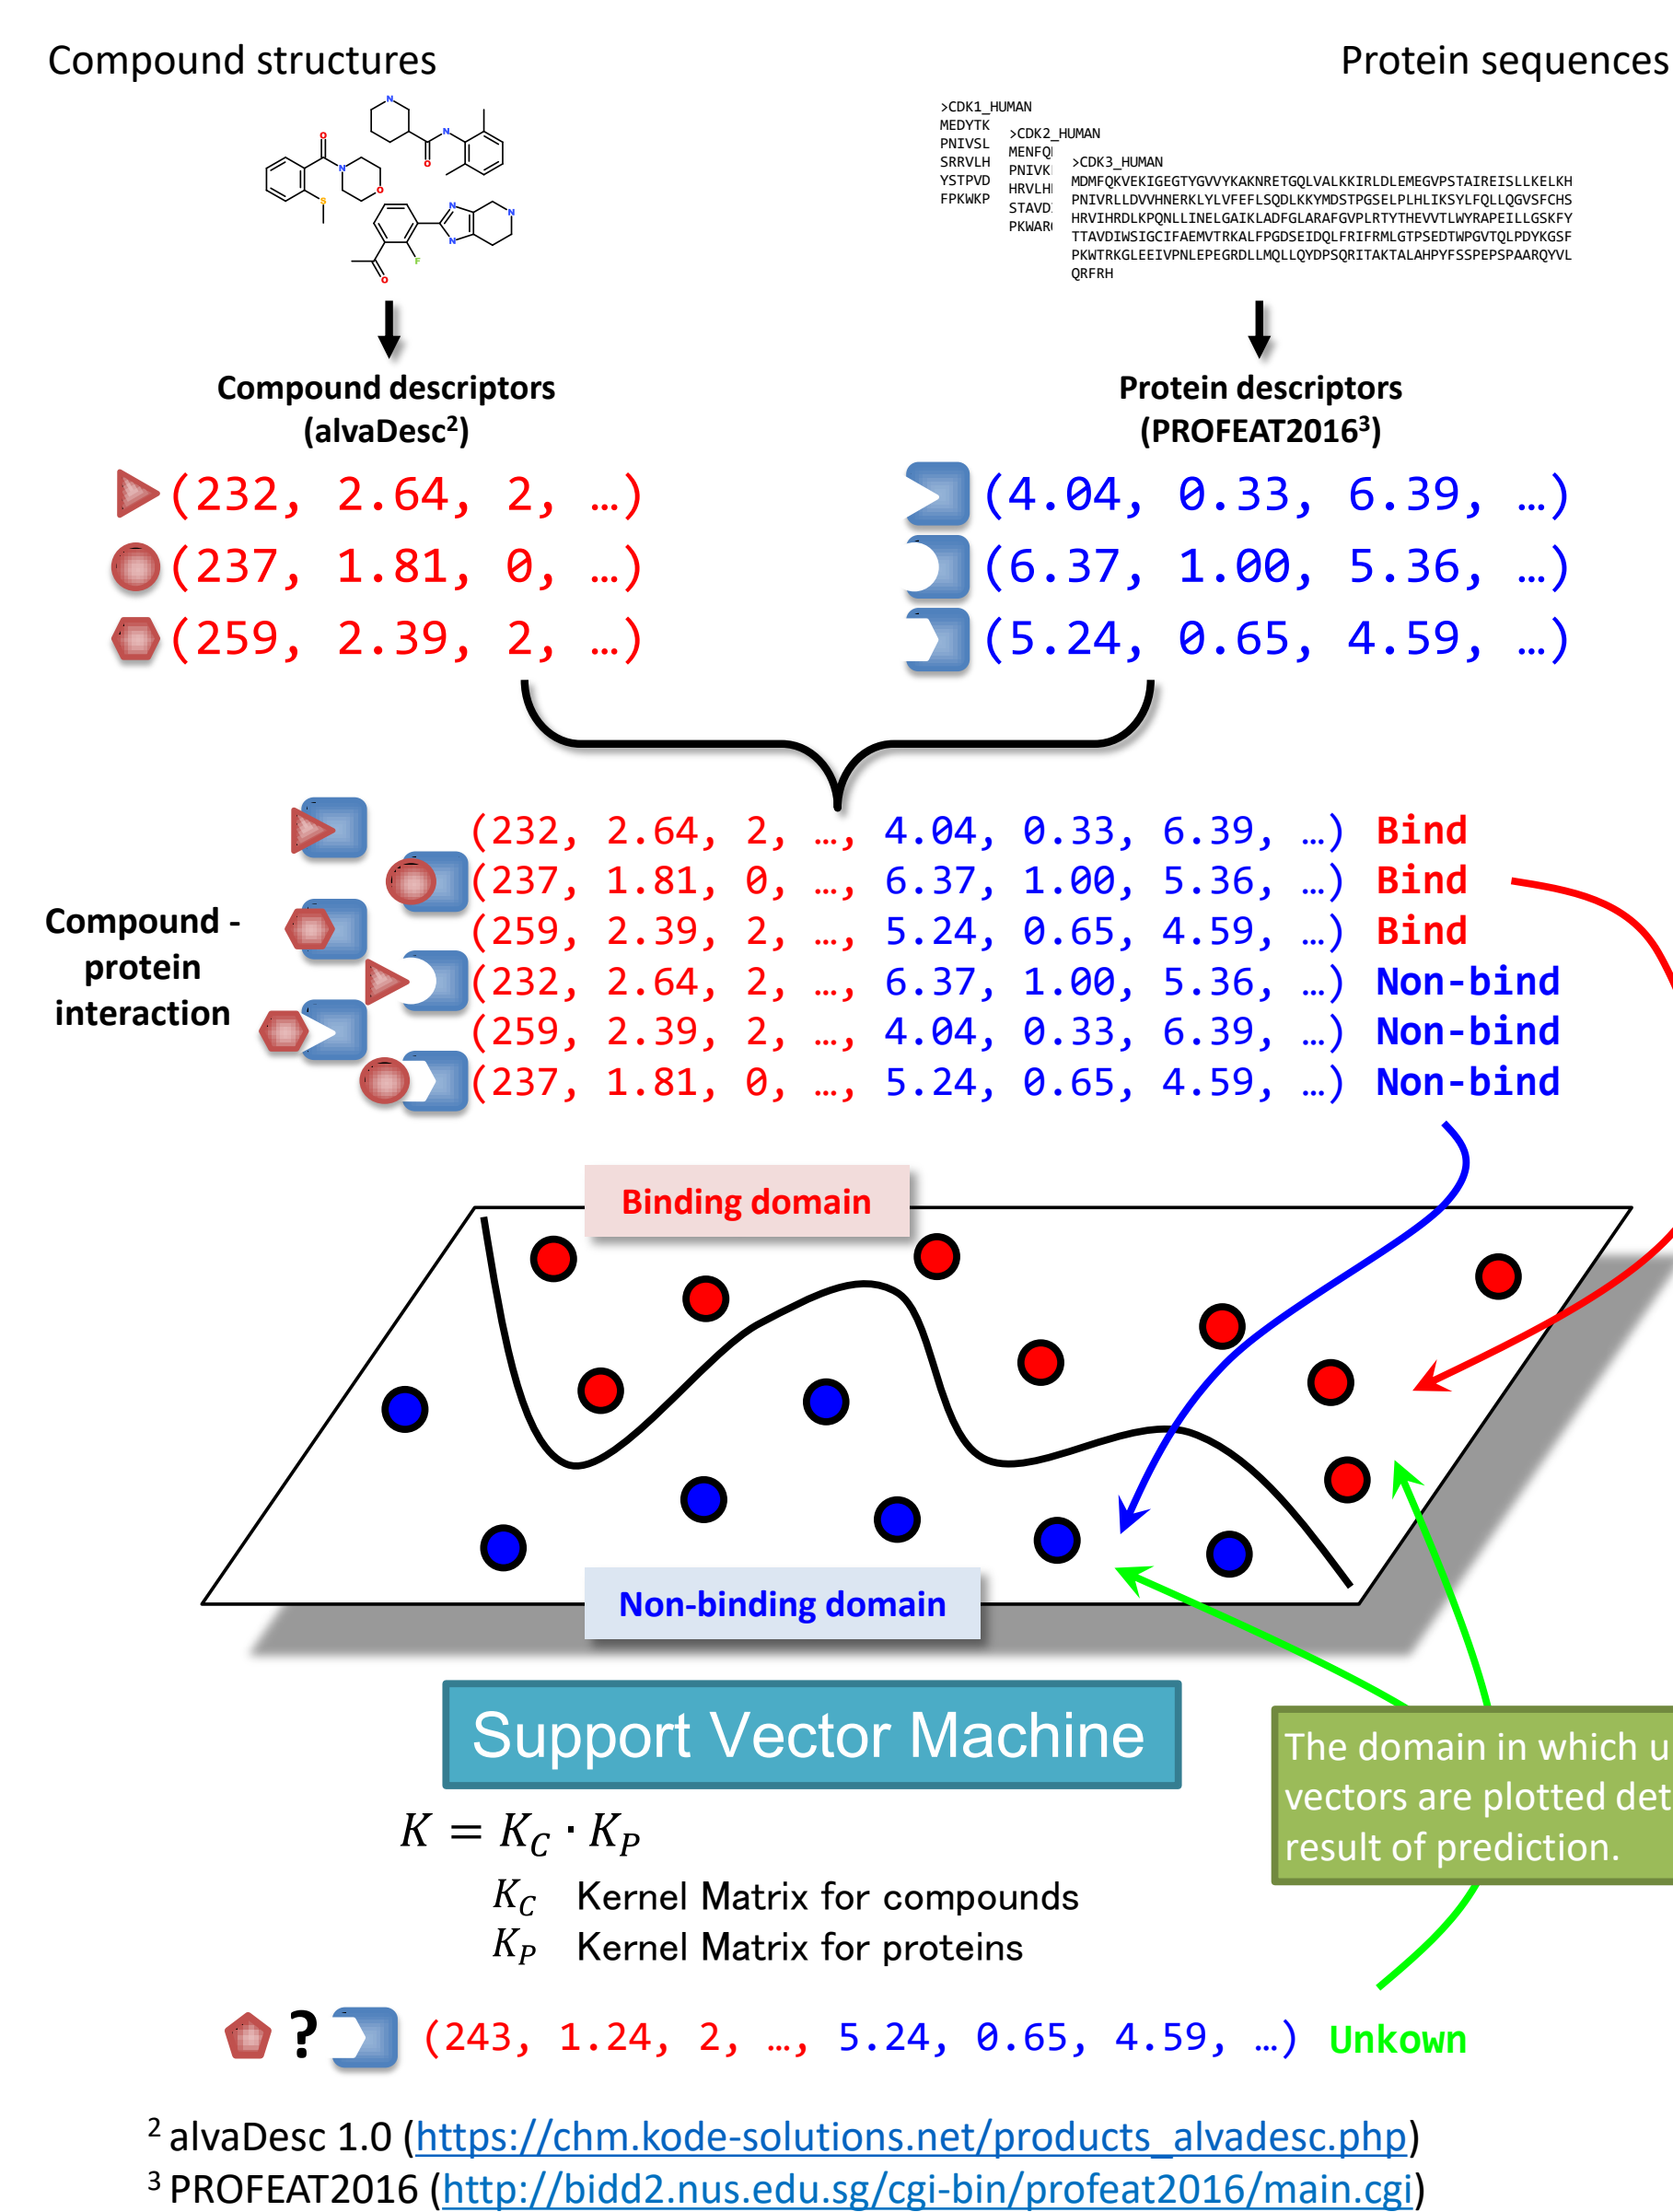 Compound structures
Protein sequences
>CDK1_HUMAN
MEDYTK
PNIVSL
SRRVLH
YSTPVD
FPKWKP
>CDK2_HUMAN
MENFQ
PNIVK
HRVLH
STAVD
PKWAR
>CDK3_HUMAN
MDMFQKVEKIGEGTYGVVYKAKNRETGQLVALKKIRLDLEMEGVPSTAIREISLLKELKH
PNIVRLLDVVHNERKLYLVFEFLSQDLKKYMDSTPGSELPLHLIKSYLFQLLQGVSFCHS
HRVIHRDLKPQNLLINELGAIKLADFGLARAFGVPLRTYTHEVVTLWYRAPEILLGSKFY
TTAVDIWSIGCIFAEMVTRKALFPGDSEIDQLFRIFRMLGTPSEDTWPGVTQLPDYKGSF
PKWTRKGLEEIVPNLEPEGRDLLMQLLQYDPSQRITAKTALAHPYFSSPEPSPAARQYVL
QRFRH
N
O
N
O
N
O
S
N
N
N
F
O
Compound descriptors
(alvaDesc²)
Protein descriptors
(PROFEAT2016³)
(232, 2.64, 2, …)
(4.04, 0.33, 6.39, …)
(237, 1.81, 0, …)
(6.37, 1.00, 5.36, …)
(259, 2.39, 2, …)
(5.24, 0.65, 4.59, …)
Compound -
protein
interaction
(232, 2.64, 2, …, 4.04, 0.33, 6.39, …) Bind
(237, 1.81, 0, …, 6.37, 1.00, 5.36, …) Bind
(259, 2.39, 2, …, 5.24, 0.65, 4.59, …) Bind
(232, 2.64, 2, …, 6.37, 1.00, 5.36, …) Non-bind
(259, 2.39, 2, …, 4.04, 0.33, 6.39, …) Non-bind
(237, 1.81, 0, …, 5.24, 0.65, 4.59, …) Non-bind
Binding domain
Non-binding domain
Support Vector Machine
The domain in which u
vectors are plotted det
result of prediction.
K = K_C · K_P
K_C Kernel Matrix for compounds
K_P Kernel Matrix for proteins
? (243, 1.24, 2, …, 5.24, 0.65, 4.59, …) Unkown
² alvaDesc 1.0 (https://chm.kode-solutions.net/products_alvadesc.php)
³ PROFEAT2016 (http://bidd2.nus.edu.sg/cgi-bin/profeat2016/main.cgi)